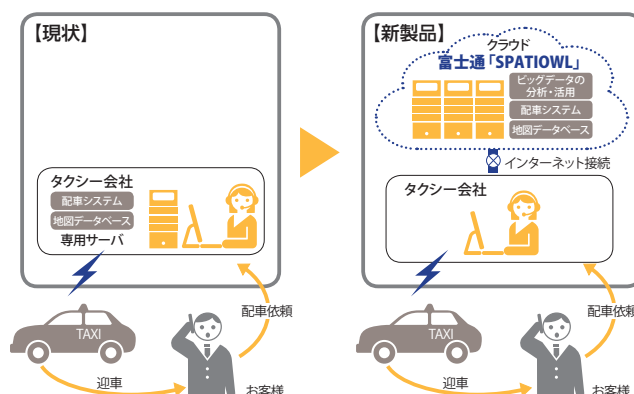 【現状】
タクシー会社
配車システム
地図データベース
専用サーバ
TAXI
配車依頼
迎車
お客様
【新製品】
クラウド
富士通「SPATIOWL」
ビッグデータの
分析・活用
配車システム
地図データベース
インターネット接続
タクシー会社
TAXI
配車依頼
迎車
お客様